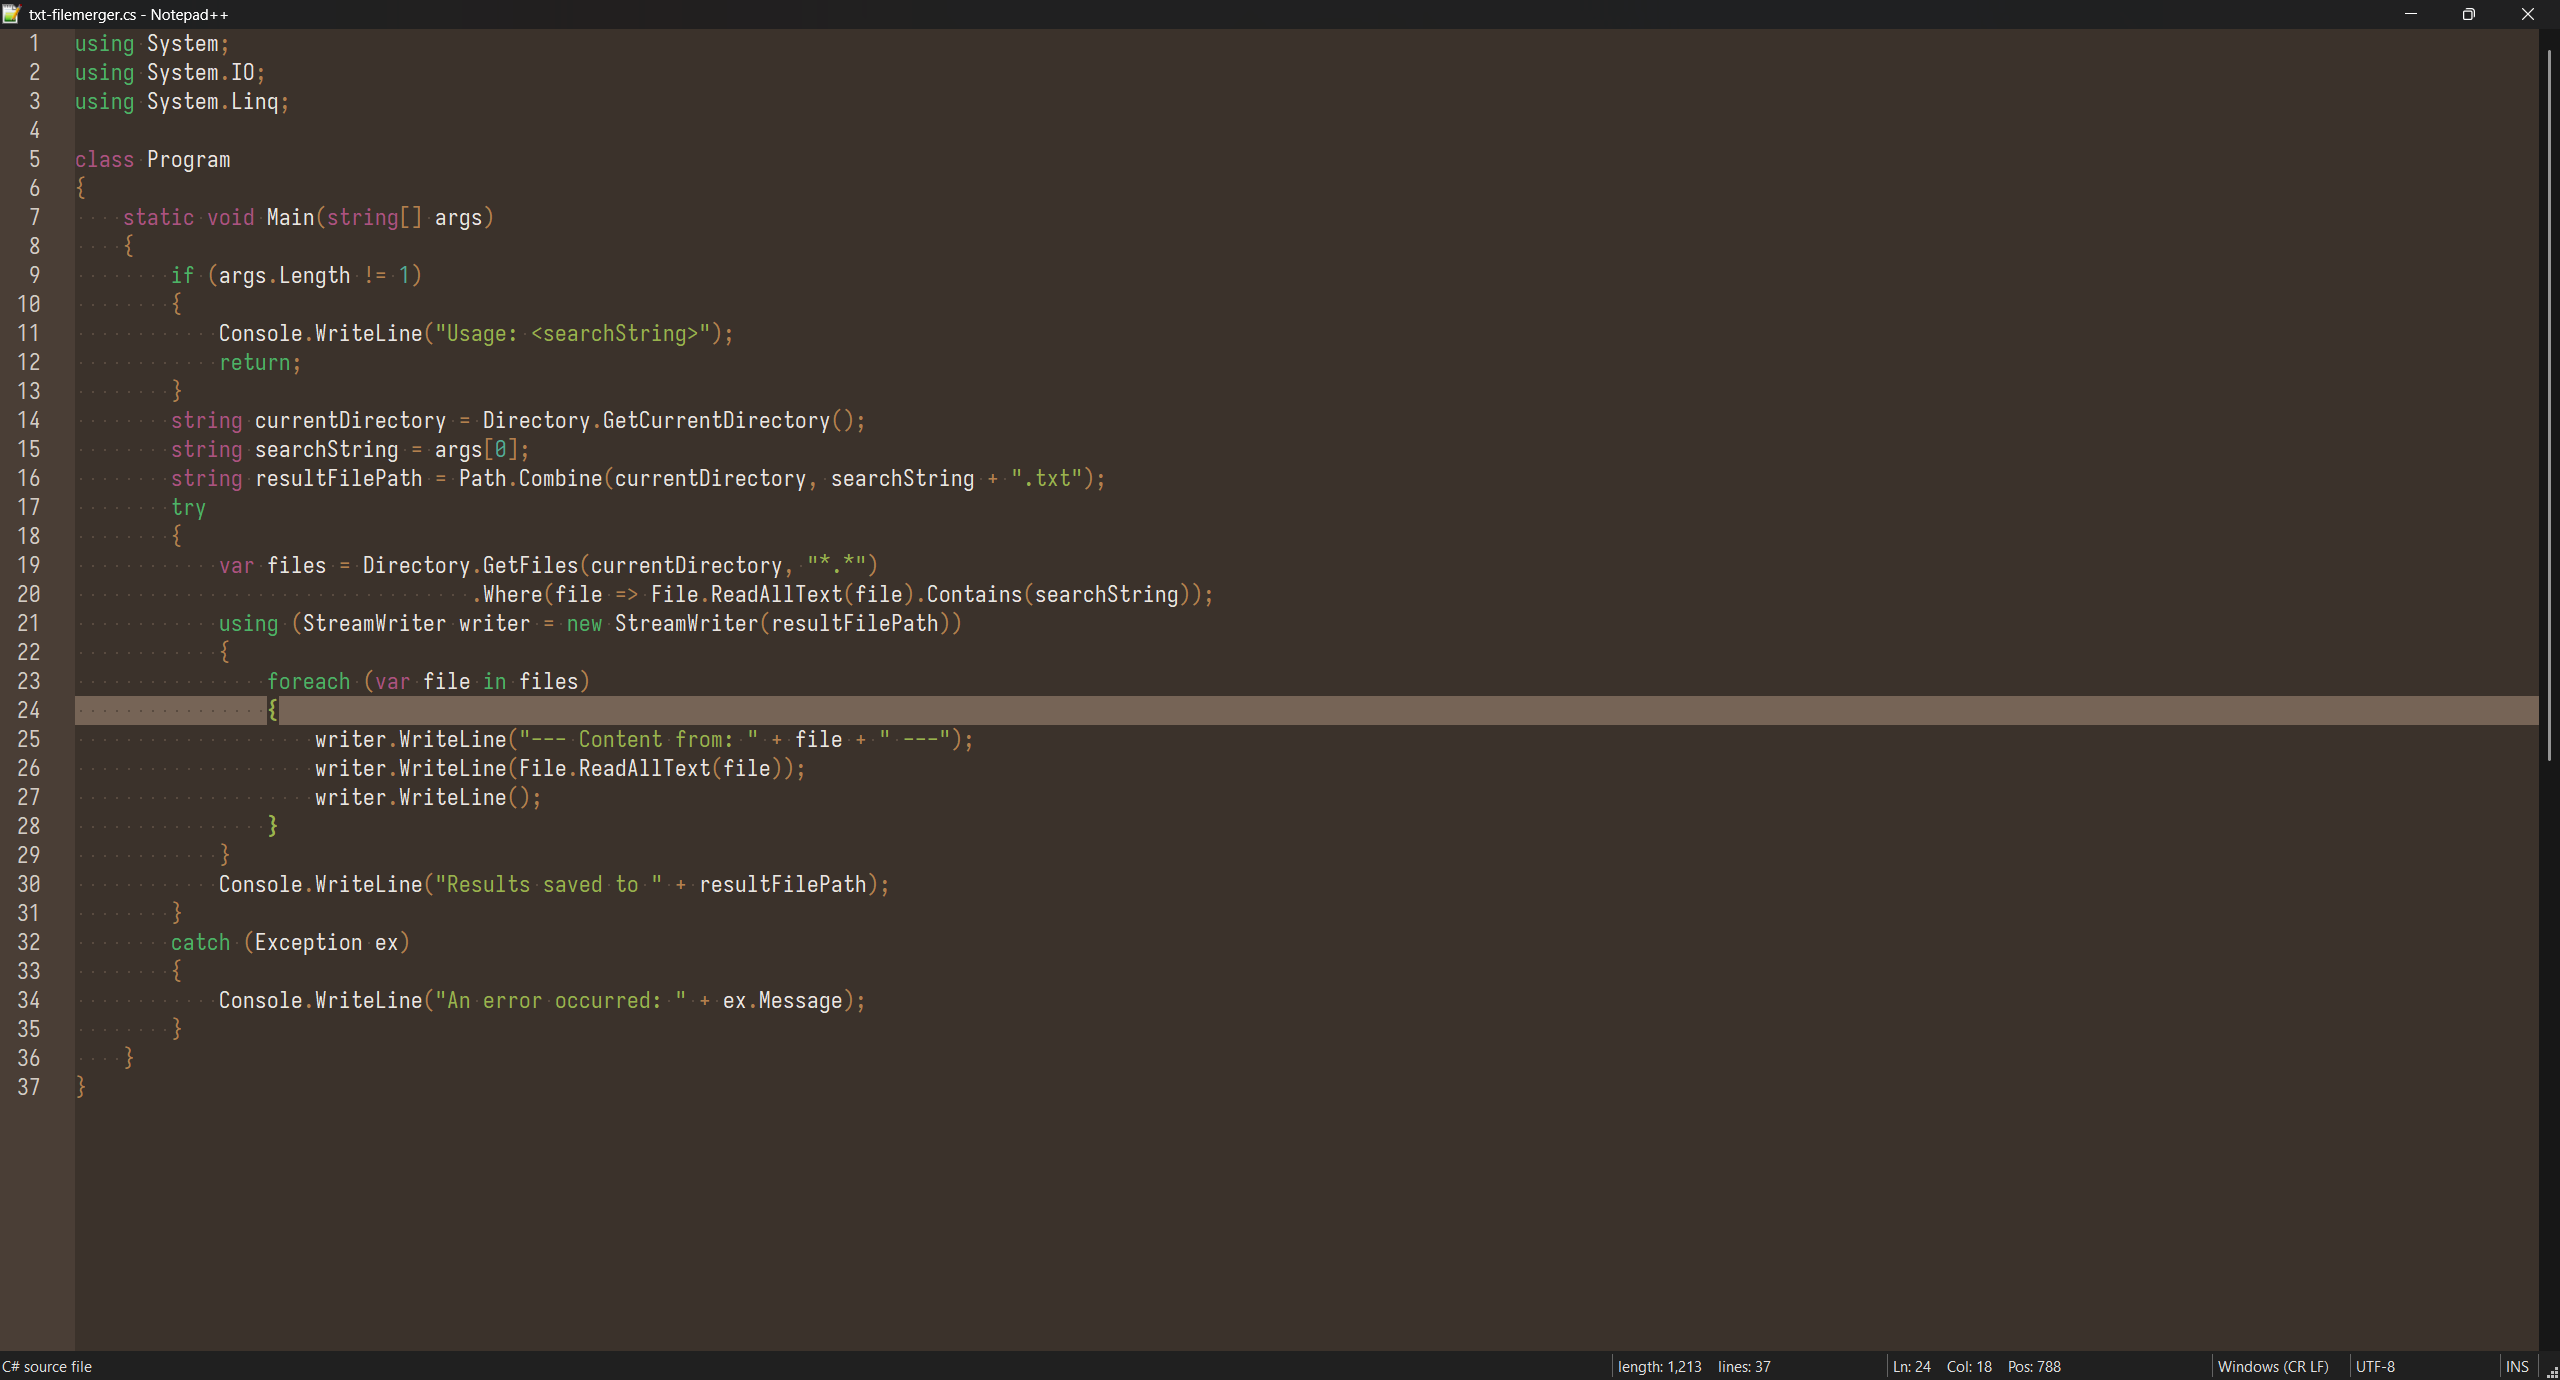 txt-filemerger.cs - Notepad++
1 using System;
2 using System.IO;
3 using System.Linq;
4
5 class Program
6 {
7     static void Main(string[] args)
8     {
9         if (args.Length != 1)
10         {
11             Console.WriteLine("Usage: <searchString>");
12             return;
13         }
14         string currentDirectory = Directory.GetCurrentDirectory();
15         string searchString = args[0];
16         string resultFilePath = Path.Combine(currentDirectory, searchString + ".txt");
17         try
18         {
19             var files = Directory.GetFiles(currentDirectory, "*.*")
20                                  .Where(file => File.ReadAllText(file).Contains(searchString));
21             using (StreamWriter writer = new StreamWriter(resultFilePath))
22             {
23                 foreach (var file in files)
24                 {
25                     writer.WriteLine("--- Content from: " + file + " ---");
26                     writer.WriteLine(File.ReadAllText(file));
27                     writer.WriteLine();
28                 }
29             }
30             Console.WriteLine("Results saved to " + resultFilePath);
31         }
32         catch (Exception ex)
33         {
34             Console.WriteLine("An error occurred: " + ex.Message);
35         }
36     }
37 }
C# source file length: 1,213 lines: 37 Ln: 24 Col: 18 Pos: 788 Windows (CR LF) UTF-8 INS